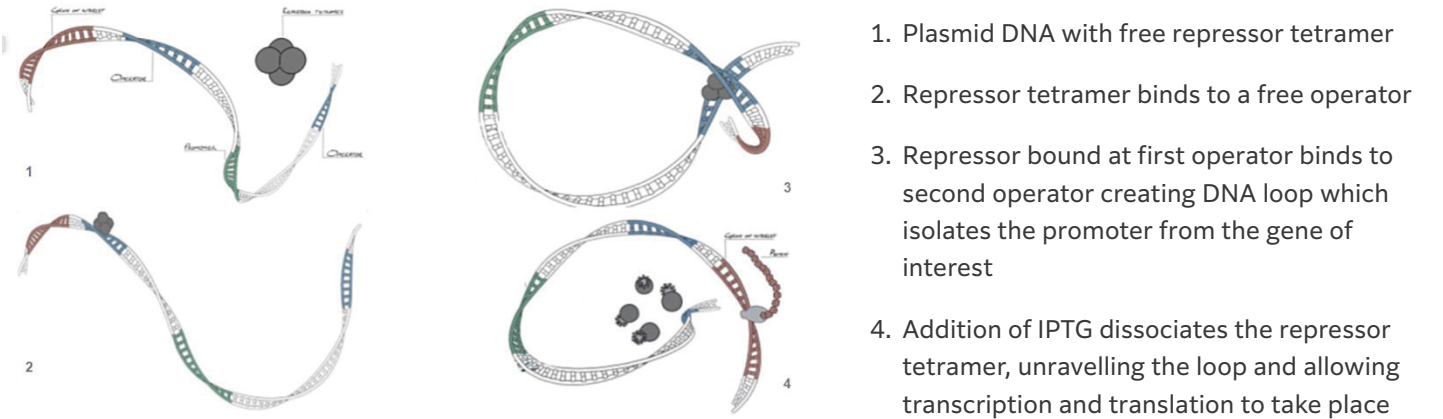 Gene of interest
Repressor tetramer
Operator
Promoter
Operator
1
3
2
Gene of interest
Protein
4
1. Plasmid DNA with free repressor tetramer
2. Repressor tetramer binds to a free operator
3. Repressor bound at first operator binds to
second operator creating DNA loop which
isolates the promoter from the gene of
interest
4. Addition of IPTG dissociates the repressor
tetramer, unravelling the loop and allowing
transcription and translation to take place